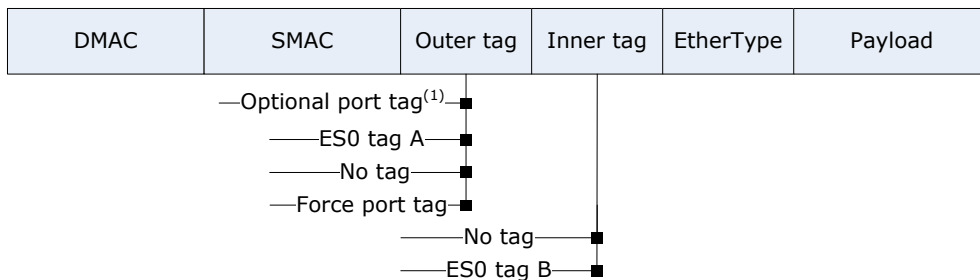 DMAC SMAC Outer tag Inner tag EtherType Payload
Optional port tag(1)
ES0 tag A
No tag
Force port tag
No tag
ES0 tag B